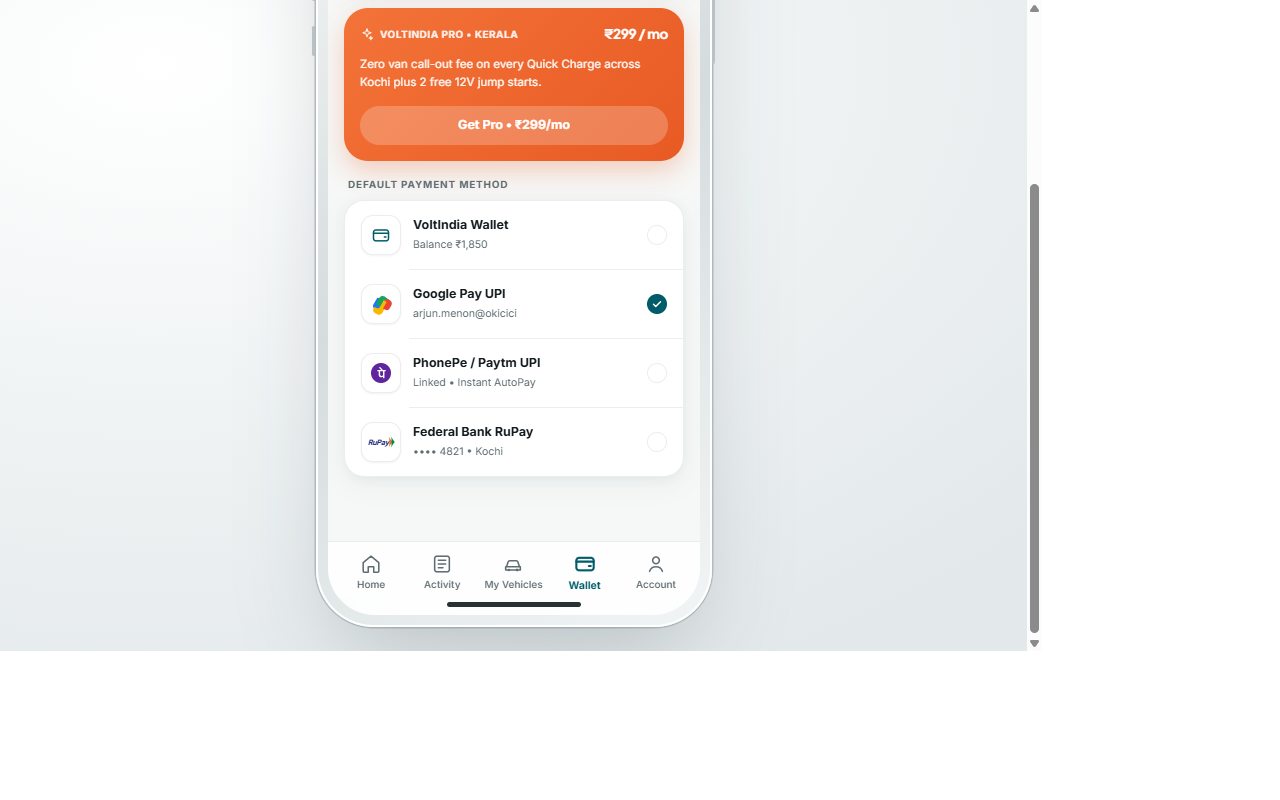 VOLTINDIA PRO • KERALA
₹299 / mo
Zero van call-out fee on every Quick Charge across
Kochi plus 2 free 12V jump starts.
Get Pro • ₹299/mo
DEFAULT PAYMENT METHOD
VoltIndia Wallet
Balance ₹1,850
Google Pay UPI
arjun.menon@okicici
PhonePe / Paytm UPI
Linked • Instant AutoPay
पे
Federal Bank RuPay
RuPay
•••• 4821 • Kochi
Home
Activity
My Vehicles
Wallet
Account